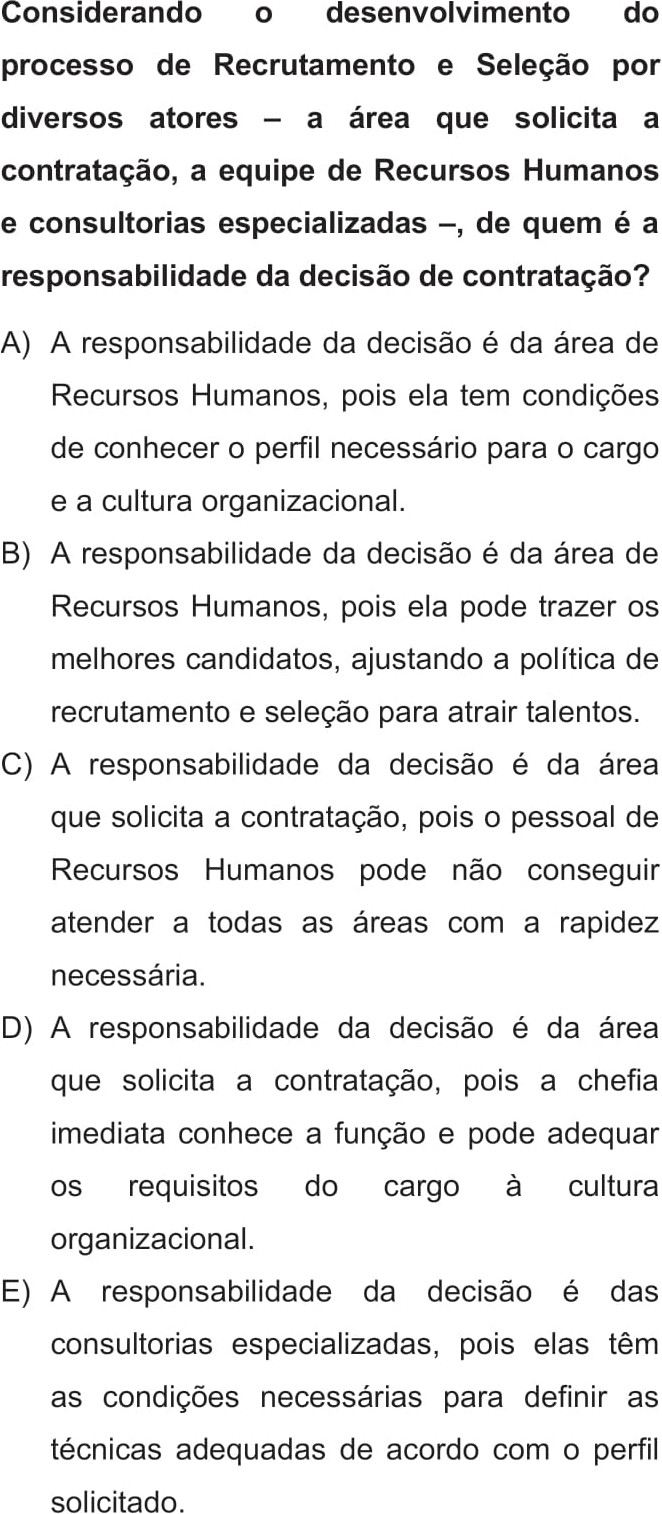 Considerando o desenvolvimento do
processo de Recrutamento e Seleção por
diversos atores – a área que solicita a
contratação, a equipe de Recursos Humanos
e consultorias especializadas –, de quem é a
responsabilidade da decisão de contratação?
A) A responsabilidade da decisão é da área de
Recursos Humanos, pois ela tem condições
de conhecer o perfil necessário para o cargo
e a cultura organizacional.
B) A responsabilidade da decisão é da área de
Recursos Humanos, pois ela pode trazer os
melhores candidatos, ajustando a política de
recrutamento e seleção para atrair talentos.
C) A responsabilidade da decisão é da área
que solicita a contratação, pois o pessoal de
Recursos Humanos pode não conseguir
atender a todas as áreas com a rapidez
necessária.
D) A responsabilidade da decisão é da área
que solicita a contratação, pois a chefia
imediata conhece a função e pode adequar
os requisitos do cargo à cultura
organizacional.
E) A responsabilidade da decisão é das
consultorias especializadas, pois elas têm
as condições necessárias para definir as
técnicas adequadas de acordo com o perfil
solicitado.